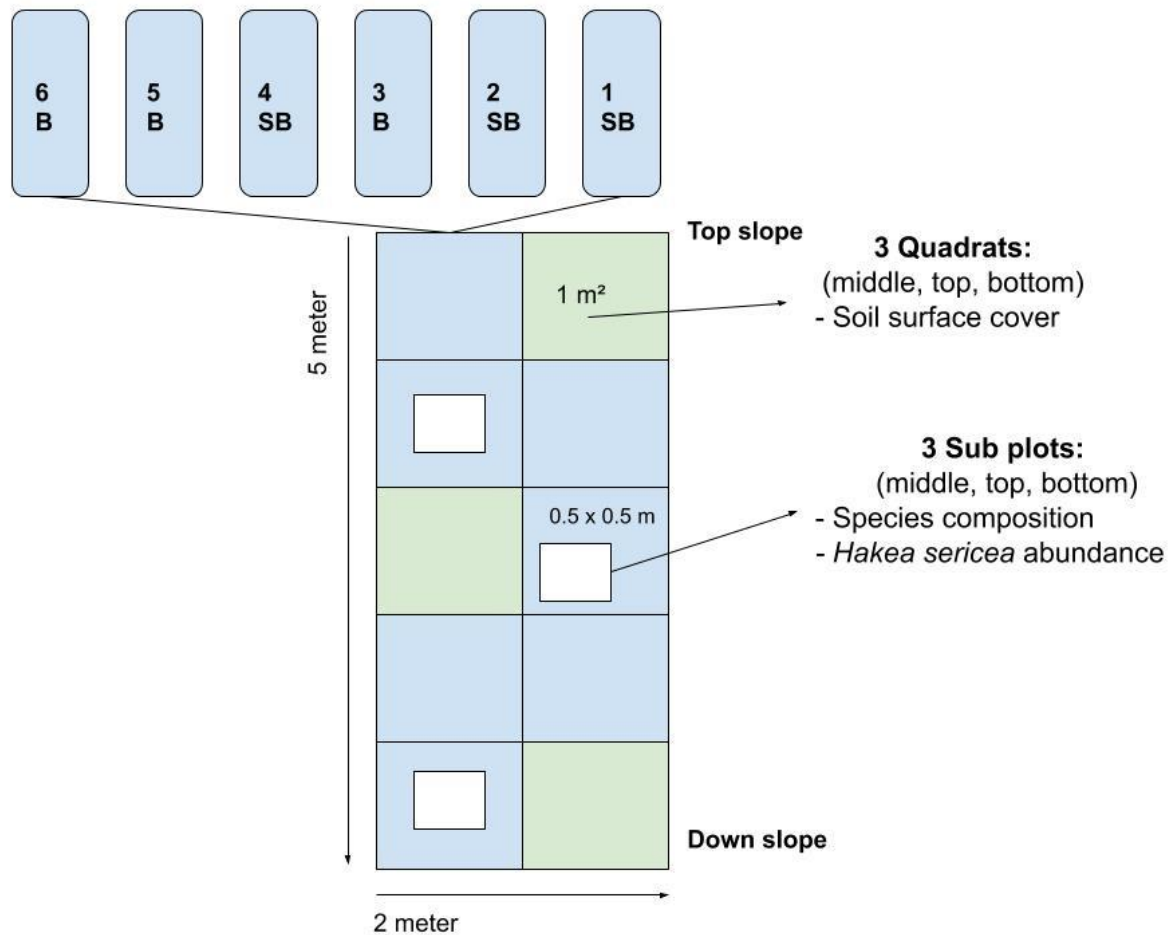 6
B
5
B
4
SB
3
B
2
SB
1
SB
Top slope
5 meter
1 m²
3 Quadrats:
(middle, top, bottom)
- Soil surface cover
0.5 x 0.5 m
3 Sub plots:
(middle, top, bottom)
- Species composition
- Hakea sericea abundance
Down slope
2 meter